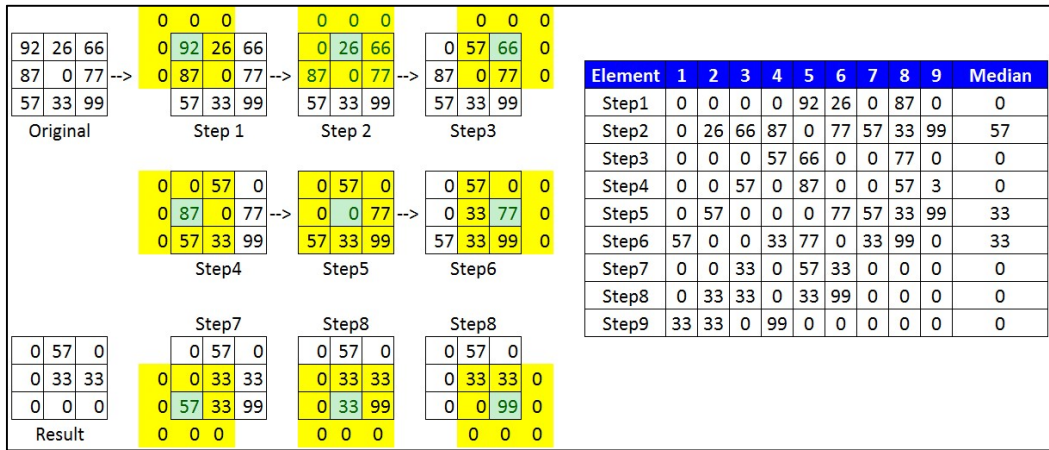 0 0 0 0 0 0 0 0 0
92 26 66 0 92 26 66 0 26 66 0 57 66 0
87 0 77 --> 0 87 0 77 --> 87 0 77 --> 87 0 77 0
57 33 99 57 33 99 57 33 99 57 33 99
Original Step 1 Step 2 Step3
0 0 57 0 0 57 0 0 57 0 0
0 87 0 77 --> 0 0 77 --> 0 33 77 0
0 57 33 99 57 33 99 57 33 99 0
Step4 Step5 Step6
Step7 Step8 Step8
0 57 0 0 57 0 0 57 0 0 57 0
0 33 33 0 0 33 33 0 33 33 0 33 33 0
0 0 0 0 57 33 99 0 33 99 0 0 99 0
Result 0 0 0 0 0 0 0 0 0
Element 1 2 3 4 5 6 7 8 9 Median
Step1 0 0 0 0 92 26 0 87 0 0
Step2 0 26 66 87 0 77 57 33 99 57
Step3 0 0 0 57 66 0 0 77 0 0
Step4 0 0 57 0 87 0 0 57 3 0
Step5 0 57 0 0 0 77 57 33 99 33
Step6 57 0 0 33 77 0 33 99 0 33
Step7 0 0 33 0 57 33 0 0 0 0
Step8 0 33 33 0 33 99 0 0 0 0
Step9 33 33 0 99 0 0 0 0 0 0